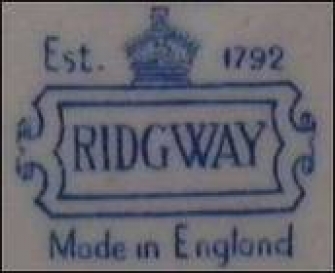 Est. 1792
RIDGWAY
Made in England